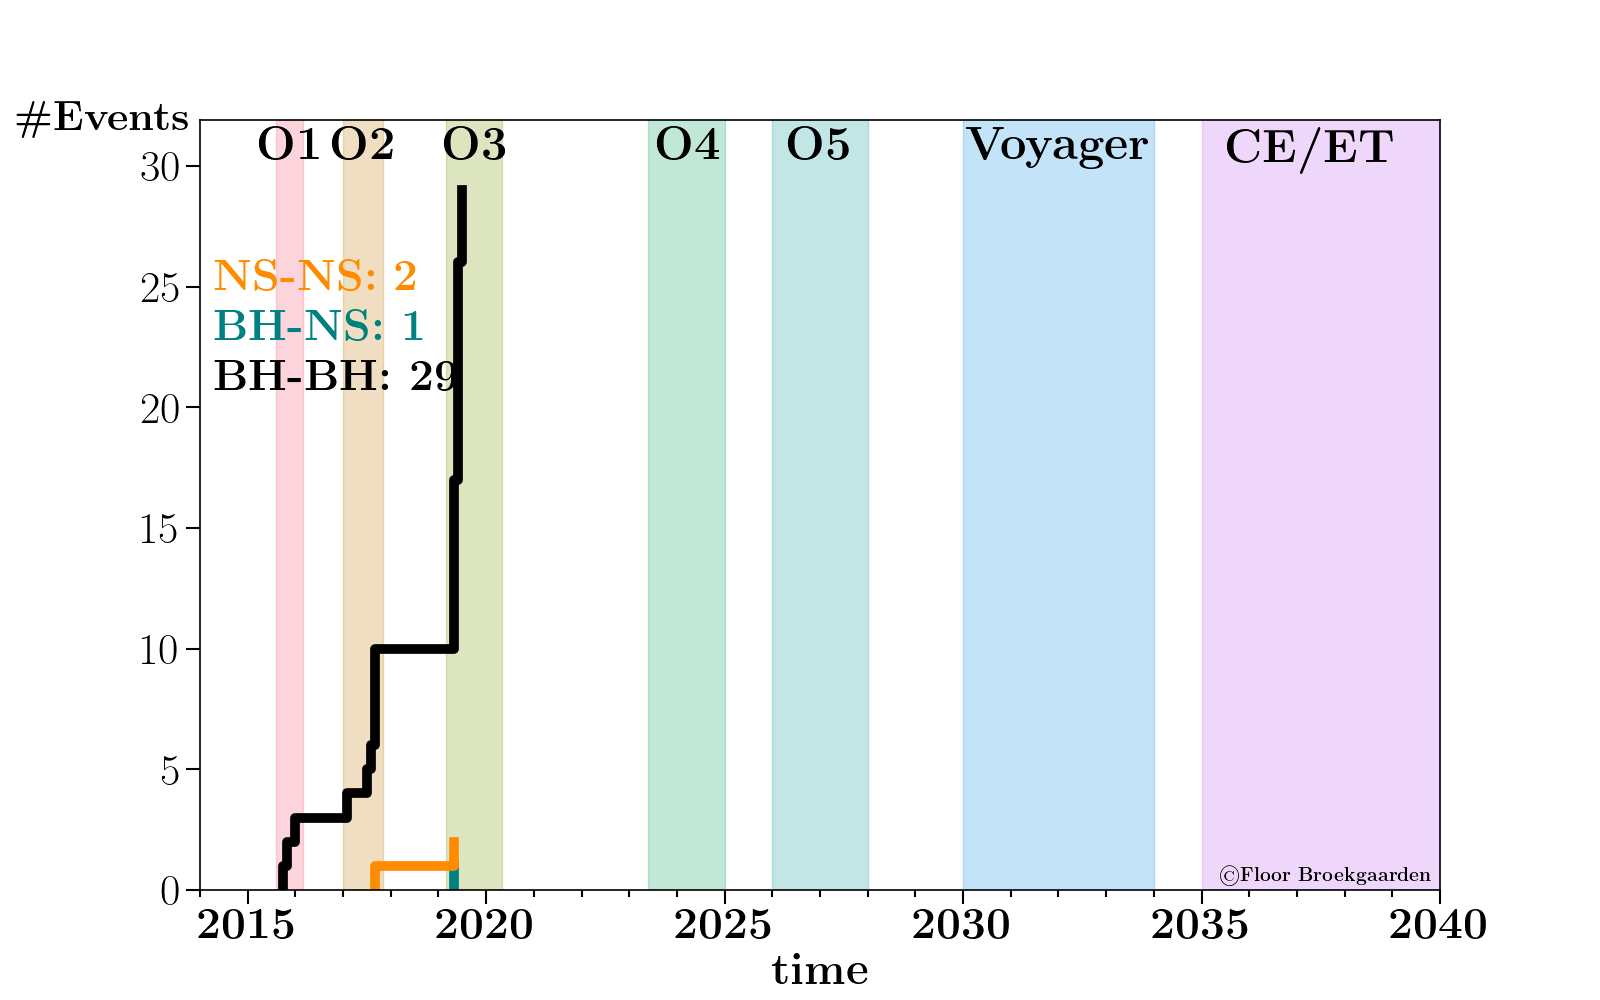 #Events
O1 O2 O3 O4 O5 Voyager CE/ET
30
25
20
15
10
5
0
NS-NS: 2
BH-NS: 1
BH-BH: 29
©Floor Broekgaarden
2015 2020 2025 2030 2035 2040
time